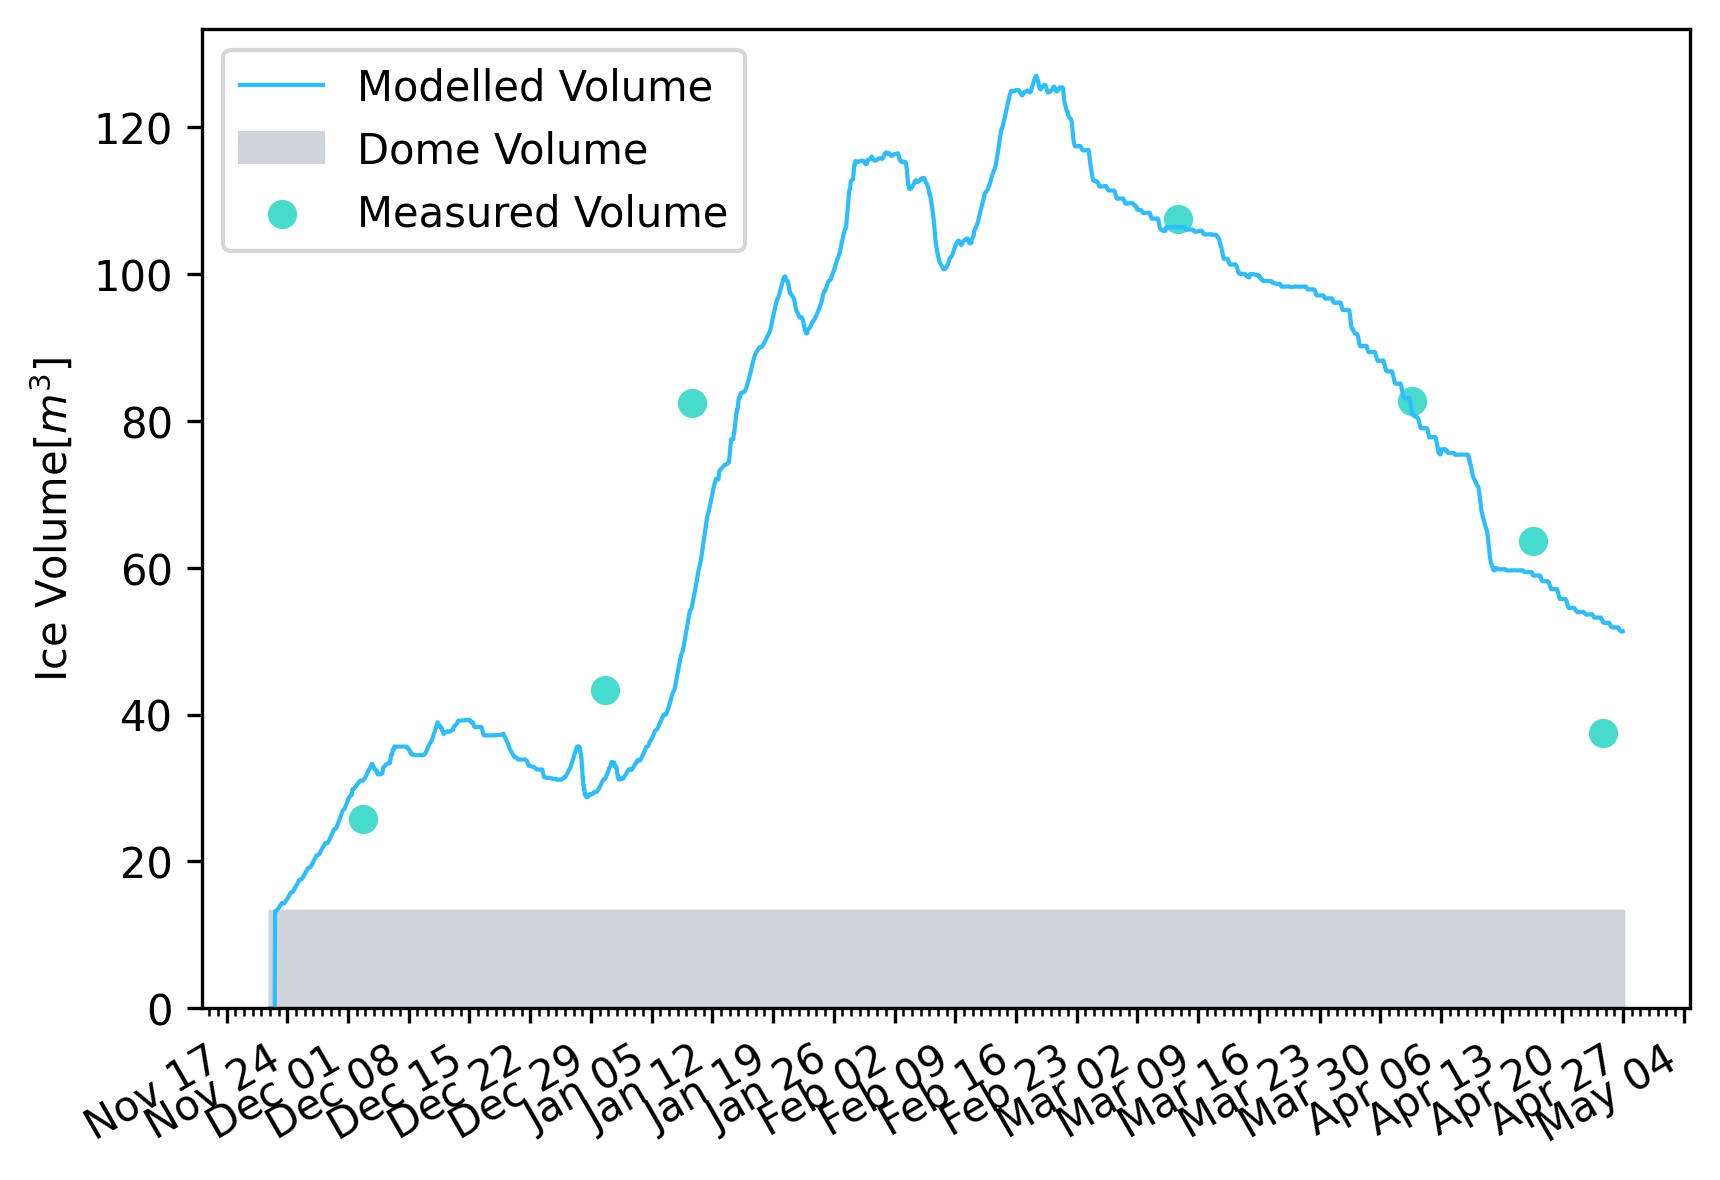 Modelled Volume
Dome Volume
Measured Volume
Ice Volume[m³]
120
100
80
60
40
20
0
Nov 17
Nov 24
Dec 01
Dec 08
Dec 15
Dec 22
Dec 29
Jan 05
Jan 12
Jan 19
Jan 26
Feb 02
Feb 09
Feb 16
Feb 23
Mar 02
Mar 09
Mar 16
Mar 23
Mar 30
Apr 06
Apr 13
Apr 20
Apr 27
May 04